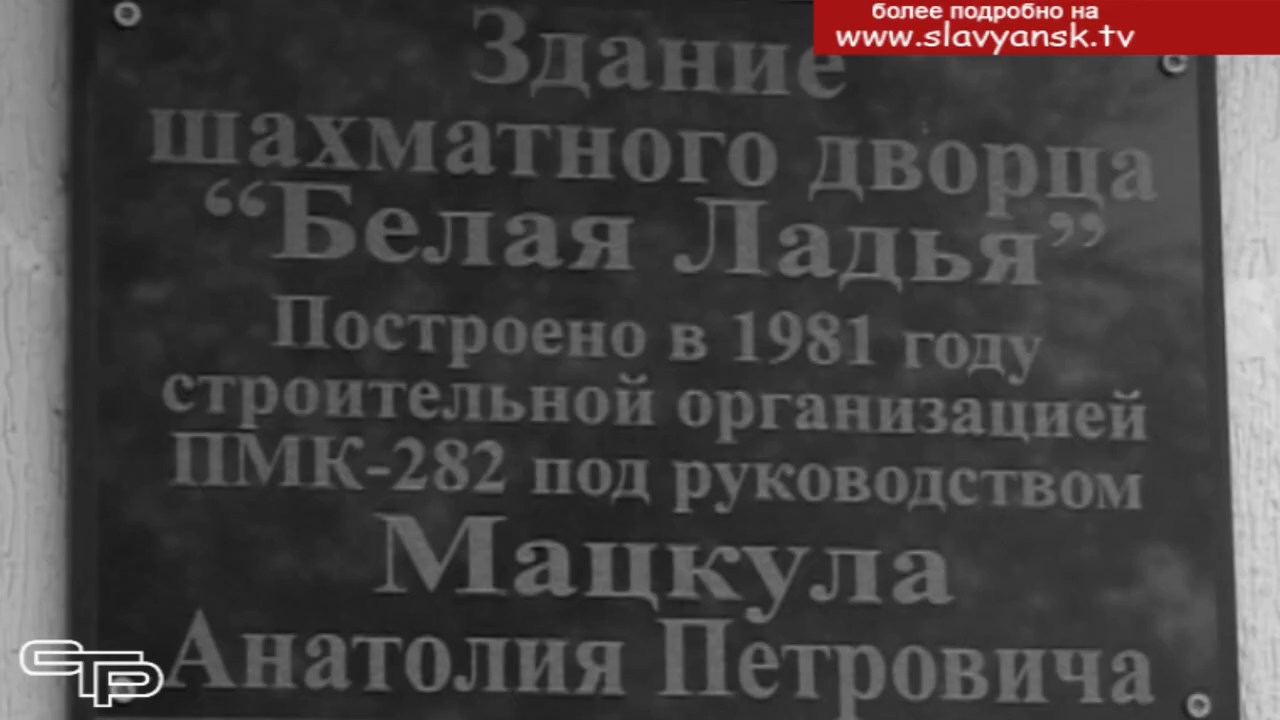 более подробно на
www.slavyansk.tv
Здание
шахматного дворца
“Белая Ладья”
Построено в 1981 году
строительной организацией
ПМК-282 под руководством
Мацкула
Анатолия Петровича
СТР